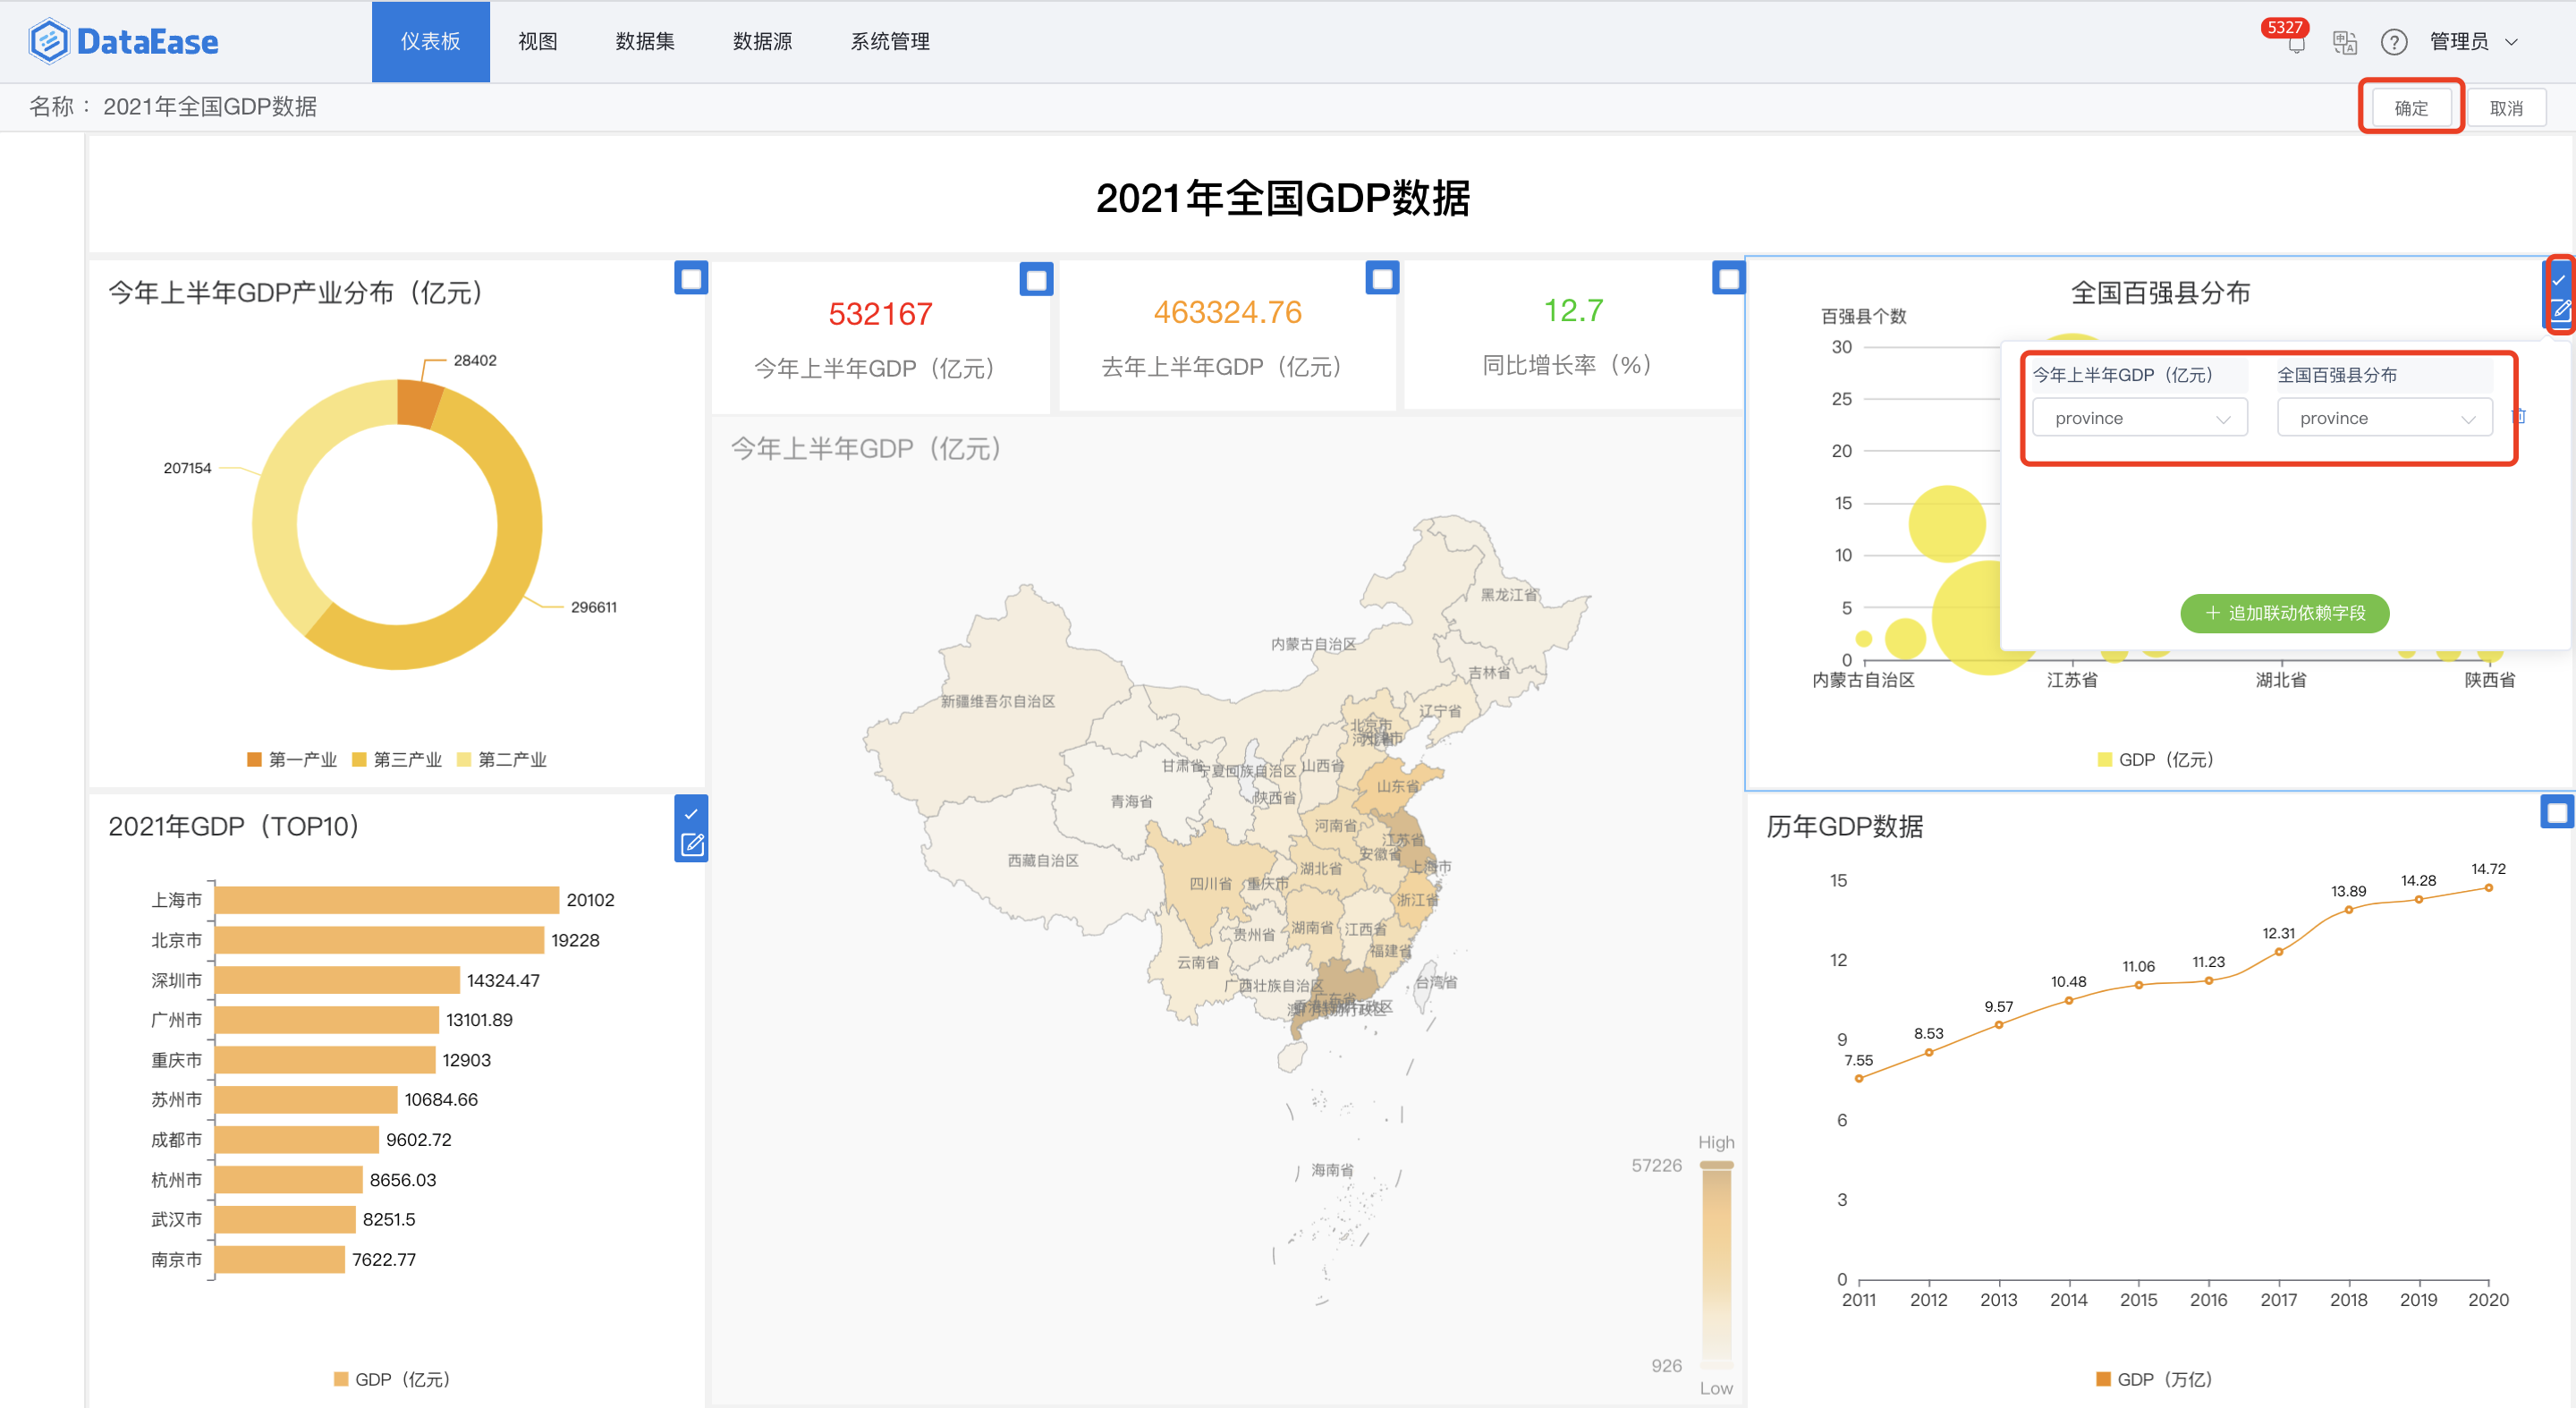 DataEase
仪表板
视图
数据集
数据源
系统管理
5327
管理员
名称： 2021年全国GDP数据
确定
取消
2021年全国GDP数据
今年上半年GDP产业分布（亿元）
28402
207154
296611
第一产业
第三产业
第二产业
532167
今年上半年GDP（亿元）
463324.76
去年上半年GDP（亿元）
12.7
同比增长率（%）
全国百强县分布
百强县个数
30
25
20
15
10
5
0
内蒙古自治区
江苏省
湖北省
陕西省
GDP（亿元）
今年上半年GDP（亿元）
全国百强县分布
province
province
追加联动依赖字段
今年上半年GDP（亿元）
黑龙江省
内蒙古自治区
吉林省
新疆维吾尔自治区
辽宁省
北京市
甘肃省
宁夏回族自治区
山西省
陕西省
山东省
青海省
河南省
江苏省
西藏自治区
安徽省
上海市
四川省
重庆市
湖北省
浙江省
贵州省
湖南省
江西省
福建省
云南省
广西壮族自治区
台湾省
广东省
海南省
High
57226
926
Low
2021年GDP（TOP10）
上海市 20102
北京市 19228
深圳市 14324.47
广州市 13101.89
重庆市 12903
苏州市 10684.66
成都市 9602.72
杭州市 8656.03
武汉市 8251.5
南京市 7622.77
GDP（亿元）
历年GDP数据
15
12
9
6
3
0
7.55
8.53
9.57
10.48
11.06
11.23
12.31
13.89
14.28
14.72
2011
2012
2013
2014
2015
2016
2017
2018
2019
2020
GDP（万亿）